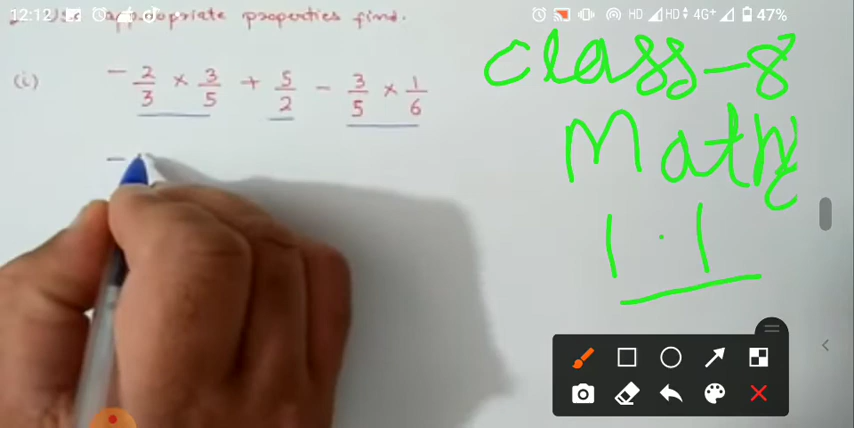 12:12 HD HD 4G+ 47%
appropriate properties find.
(i) - 2/3 × 3/5 + 5/2 - 3/5 × 1/6
-
class-8
Math
1.1